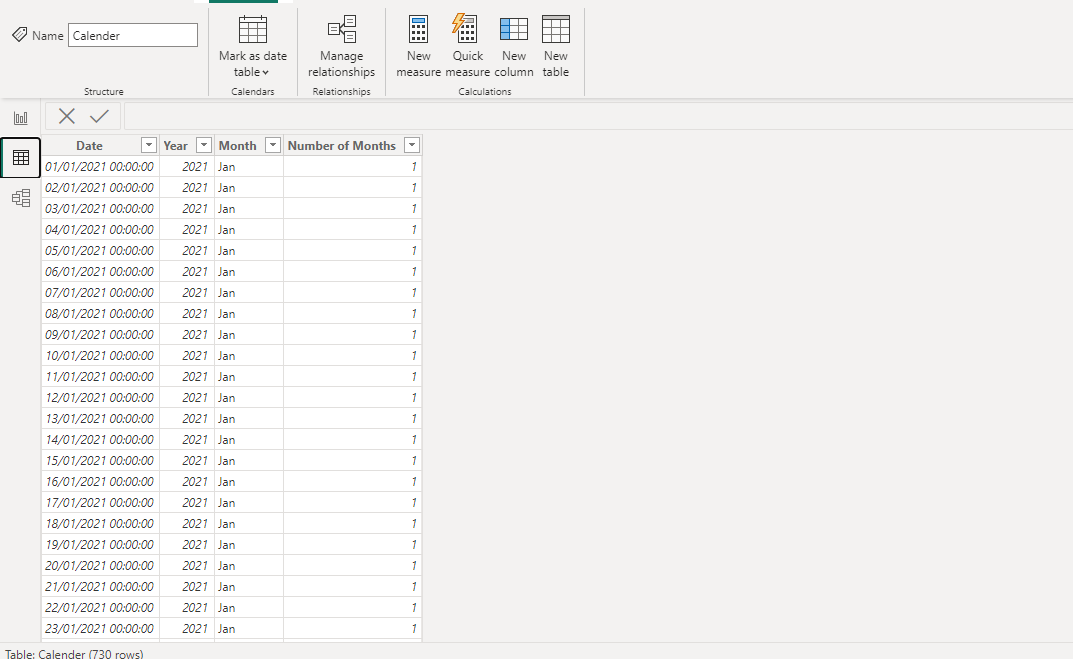 Name Calender
Mark as date table
Manage relationships
New measure
Quick measure
New column
New table
Structure Calendars Relationships Calculations
Date Year Month Number of Months
01/01/2021 00:00:00 2021 Jan 1
02/01/2021 00:00:00 2021 Jan 1
03/01/2021 00:00:00 2021 Jan 1
04/01/2021 00:00:00 2021 Jan 1
05/01/2021 00:00:00 2021 Jan 1
06/01/2021 00:00:00 2021 Jan 1
07/01/2021 00:00:00 2021 Jan 1
08/01/2021 00:00:00 2021 Jan 1
09/01/2021 00:00:00 2021 Jan 1
10/01/2021 00:00:00 2021 Jan 1
11/01/2021 00:00:00 2021 Jan 1
12/01/2021 00:00:00 2021 Jan 1
13/01/2021 00:00:00 2021 Jan 1
14/01/2021 00:00:00 2021 Jan 1
15/01/2021 00:00:00 2021 Jan 1
16/01/2021 00:00:00 2021 Jan 1
17/01/2021 00:00:00 2021 Jan 1
18/01/2021 00:00:00 2021 Jan 1
19/01/2021 00:00:00 2021 Jan 1
20/01/2021 00:00:00 2021 Jan 1
21/01/2021 00:00:00 2021 Jan 1
22/01/2021 00:00:00 2021 Jan 1
23/01/2021 00:00:00 2021 Jan 1
Table: Calender (730 rows)